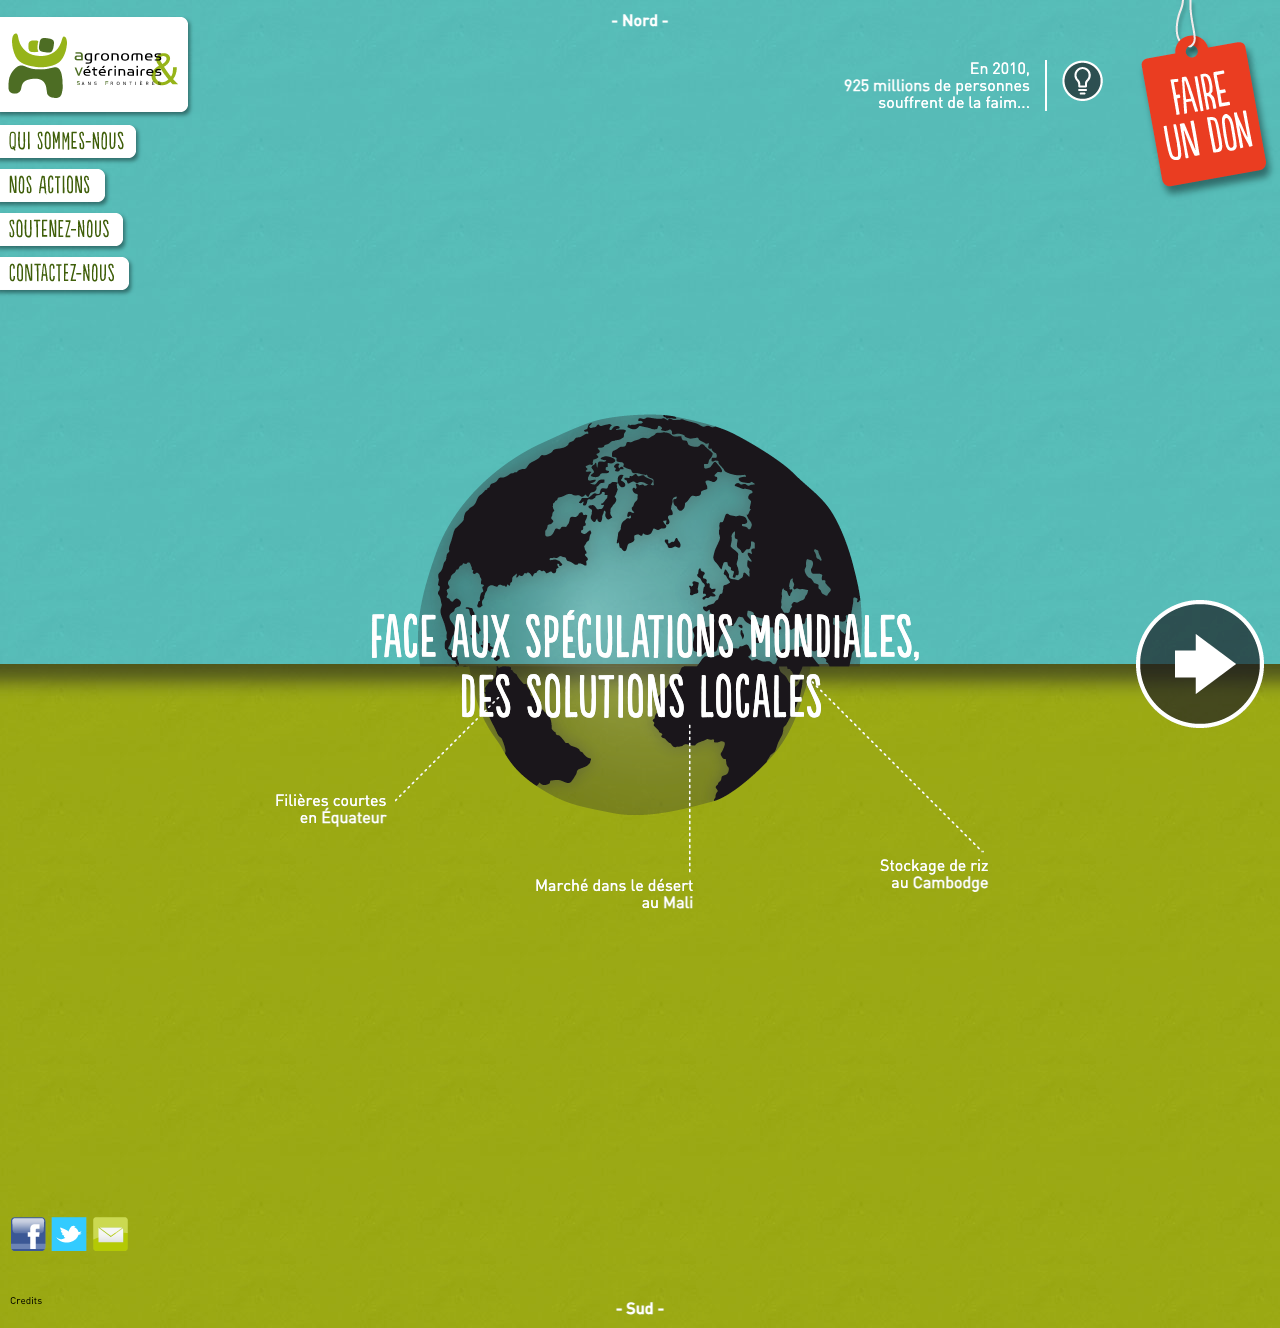 - Nord -
agronomes
&
vétérinaires
SANS FRONTIÈRES
En 2010,
925 millions de personnes
souffrent de la faim...
FAIRE
UN DON
QUI SOMMES-NOUS
NOS ACTIONS
SOUTENEZ-NOUS
CONTACTEZ-NOUS
FACE AUX SPÉCULATIONS MONDIALES,
DES SOLUTIONS LOCALES
Filières courtes
en Équateur
Stockage de riz
au Cambodge
Marché dans le désert
au Mali
Credits
- Sud -